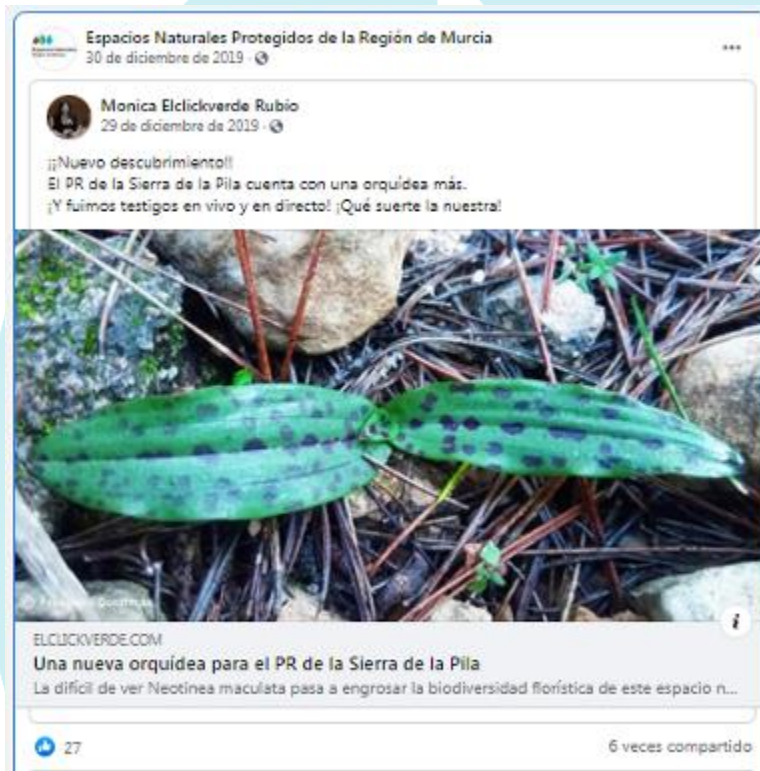 Espacios Naturales Protegidos de la Región de Murcia
30 de diciembre de 2019 ·
Monica Elclickverde Rubio
29 de diciembre de 2019 ·
¡¡Nuevo descubrimiento!!
El PR de la Sierra de la Pila cuenta con una orquídea más.
¡Y fuimos testigos en vivo y en directo! ¡Qué suerte la nuestra!
i
ELCLICKVERDE.COM
Una nueva orquídea para el PR de la Sierra de la Pila
La difícil de ver Neotinea maculata pasa a engrosar la biodiversidad florística de este espacio n...
27
6 veces compartido